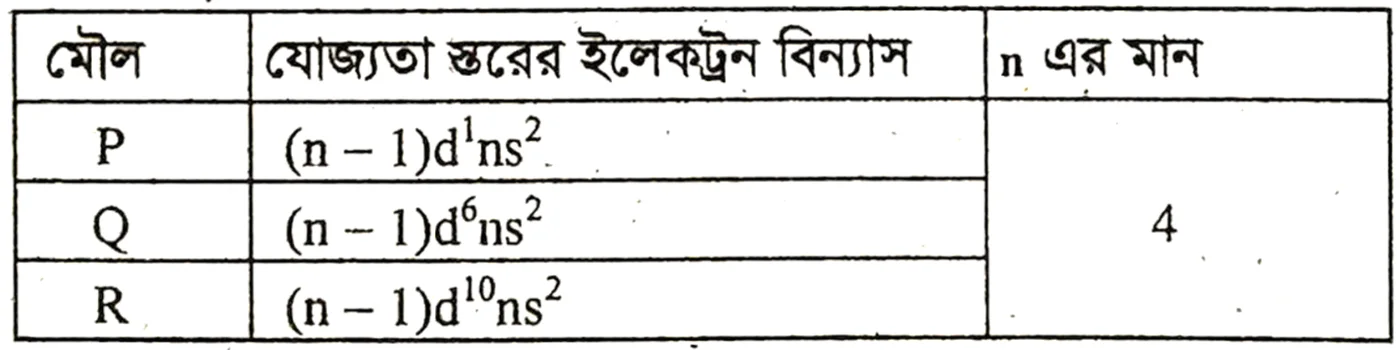 মৌল যোজ্যতা স্তরের ইলেকট্রন বিন্যাস n এর মান
P (n – 1)d¹ns²
Q (n – 1)d⁶ns² 4
R (n – 1)d¹⁰ns²